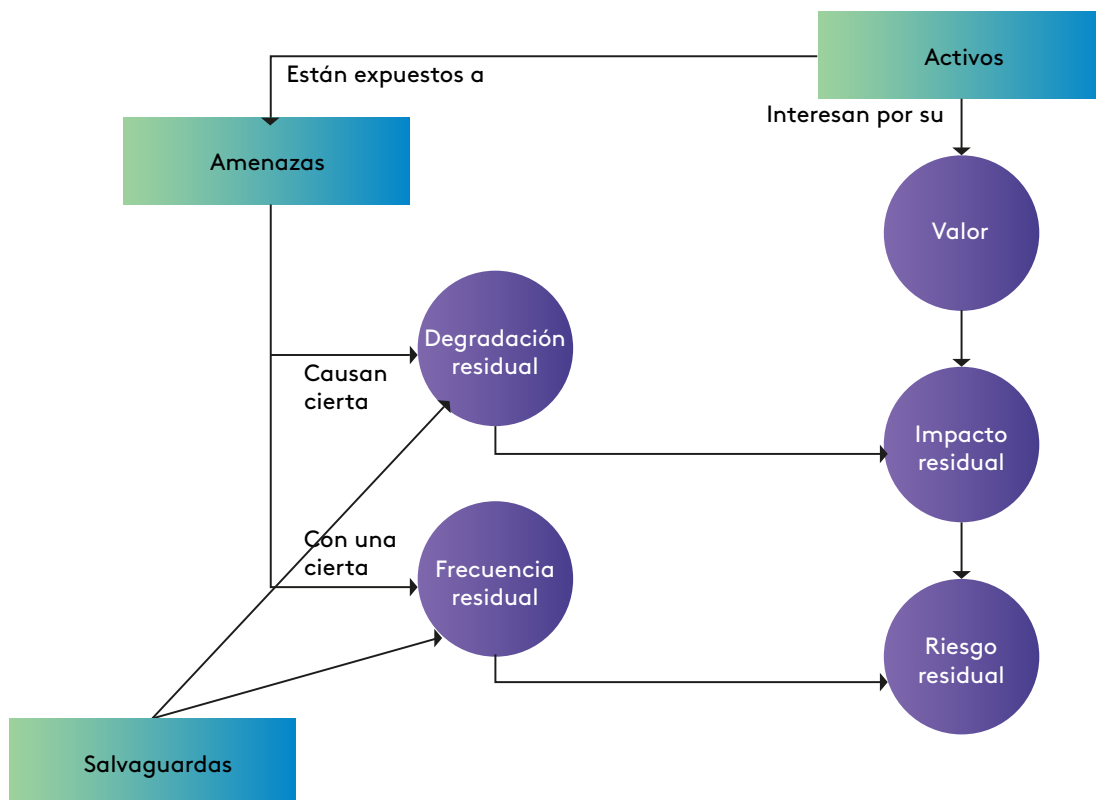 Activos
Están expuestos a
Interesan por su
Amenazas
Valor
Degradación
residual
Causan
cierta
Impacto
residual
Con una
cierta
Frecuencia
residual
Riesgo
residual
Salvaguardas